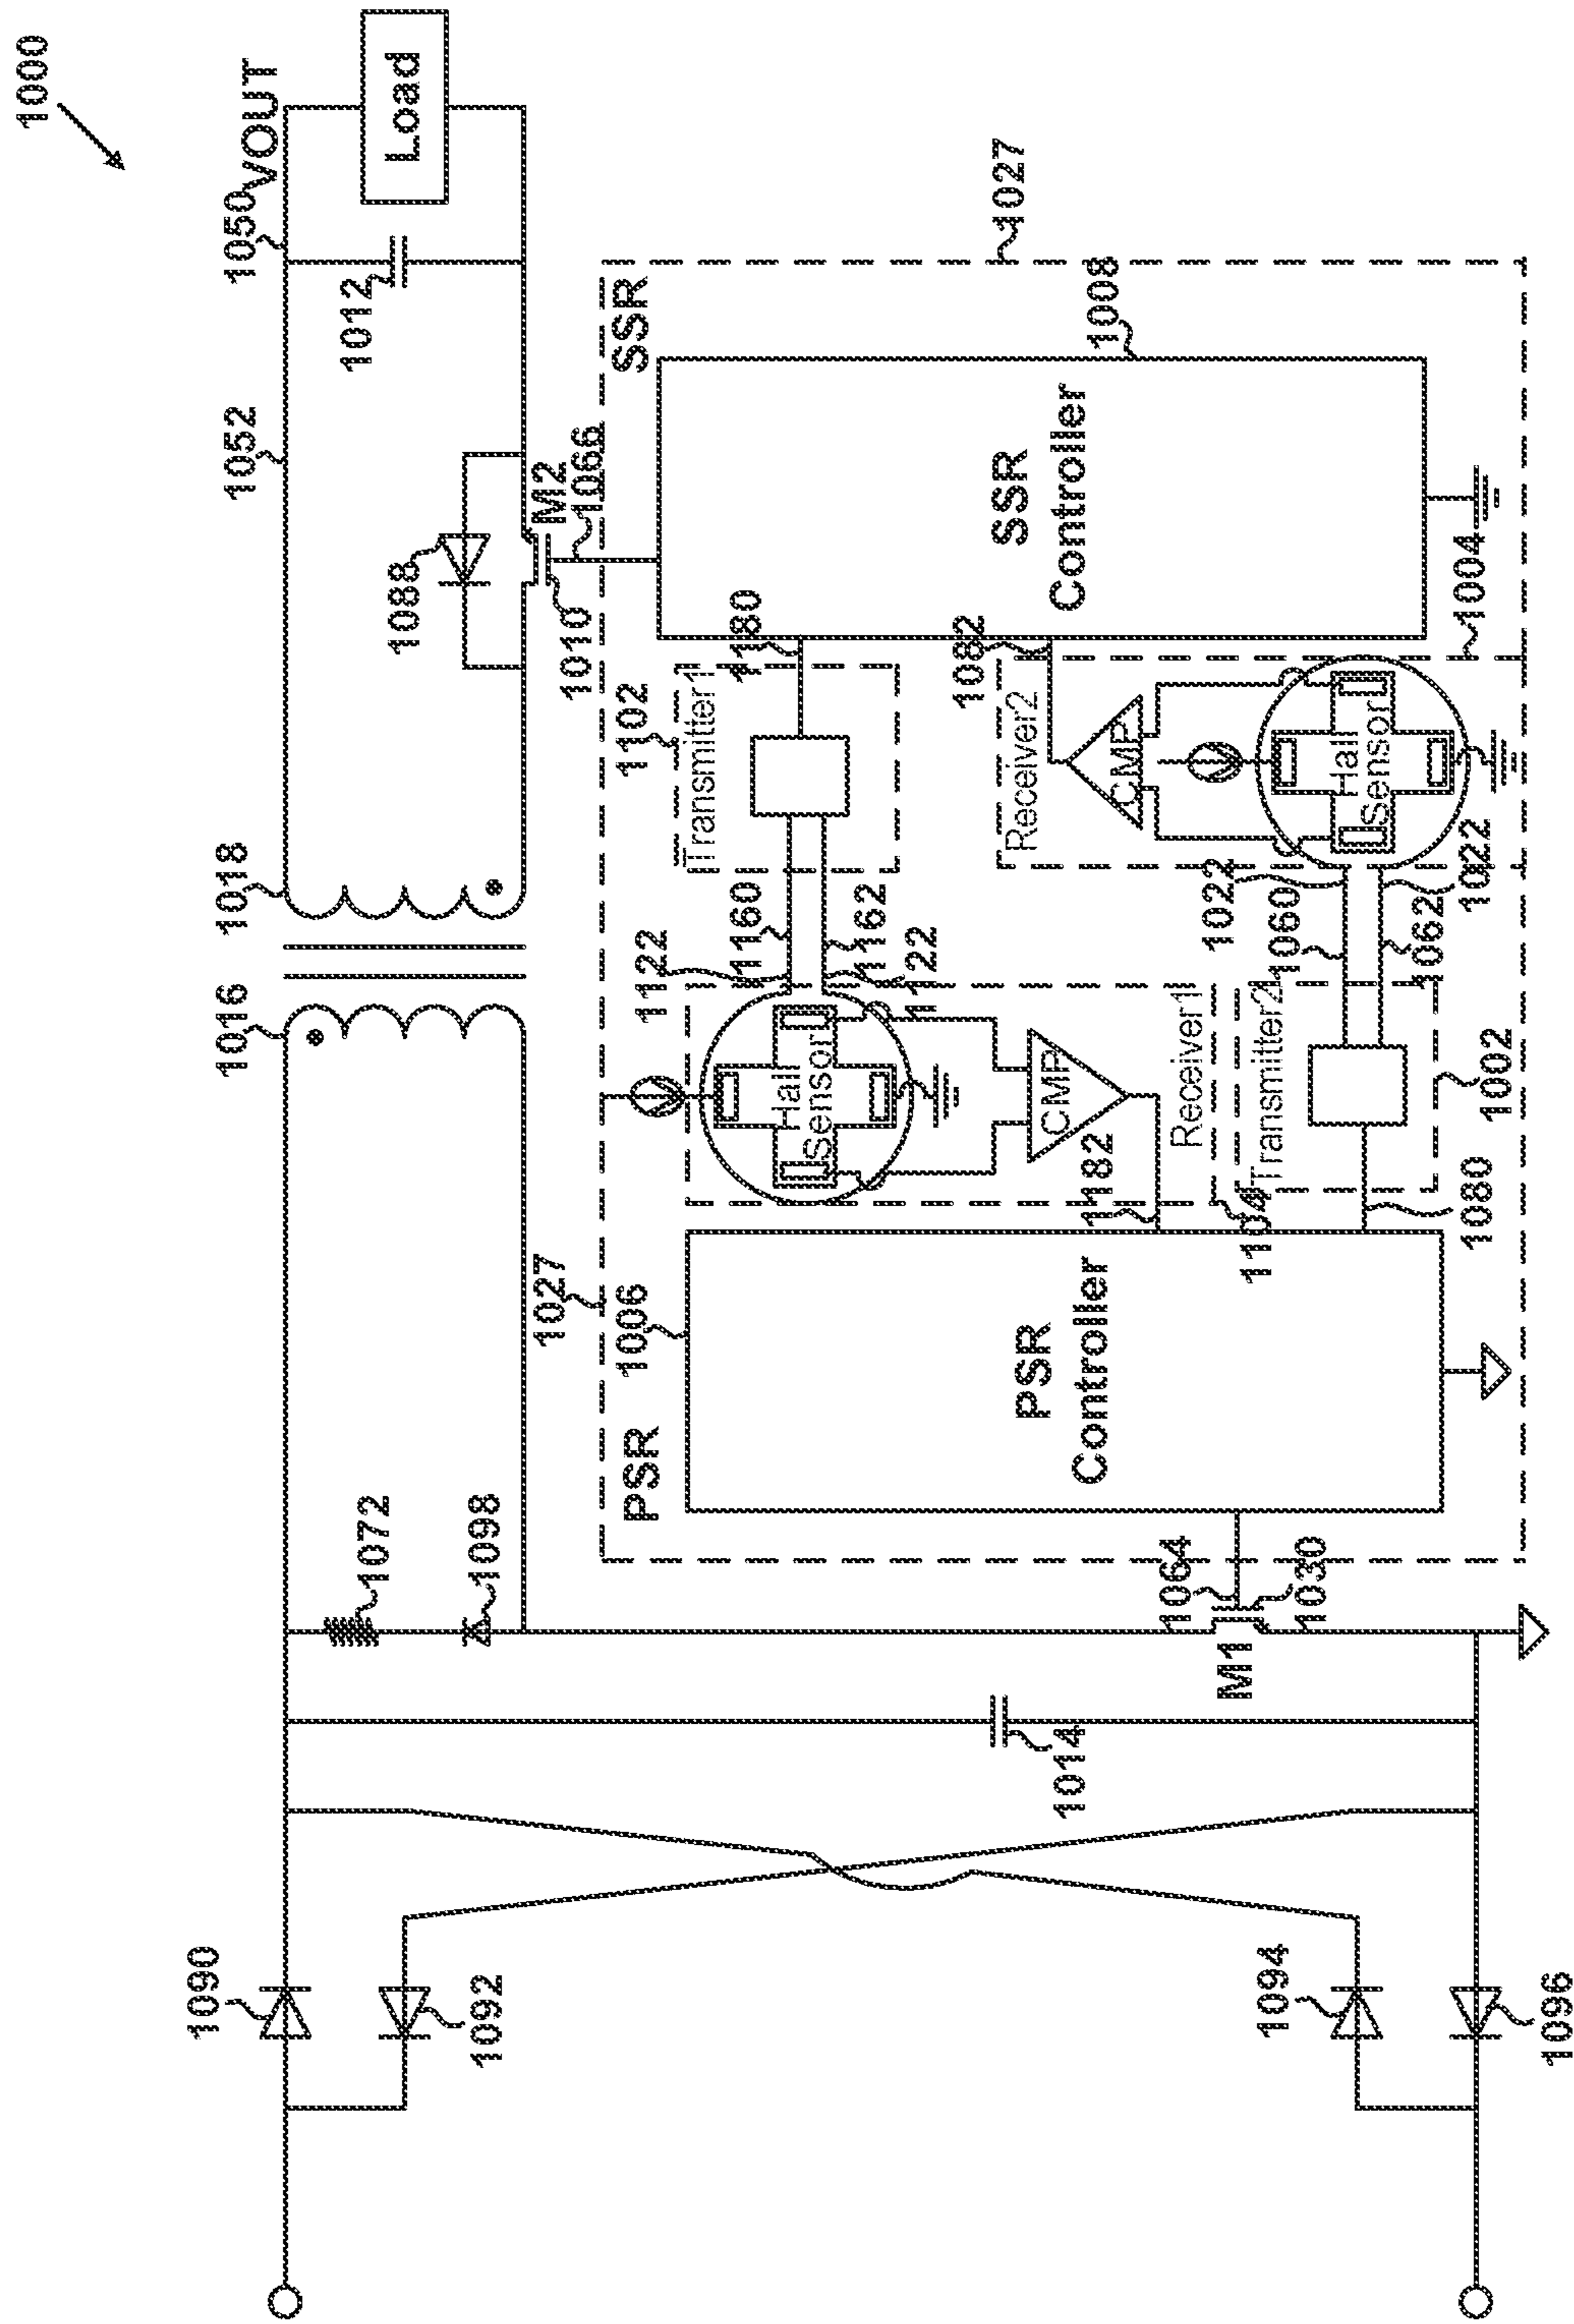 1000
1090
1092
1094
1096
1014
1072
1098
1016
1018
1052
1050
VOUT
1012
Load
1088
M2
1010
1066
M1
1064
1030
1027
1027
PSR
1006
PSR
Controller
SSR
1008
SSR
Controller
1122
1160
1162
1122
Hall
Sensor
CMP
Receiver1
1182
1104
1102
Transmitter1
1180
1082
Receiver2
CMP
Hall
Sensor
1004
1022
1060
1062
1022
Transmitter2
1002
1080